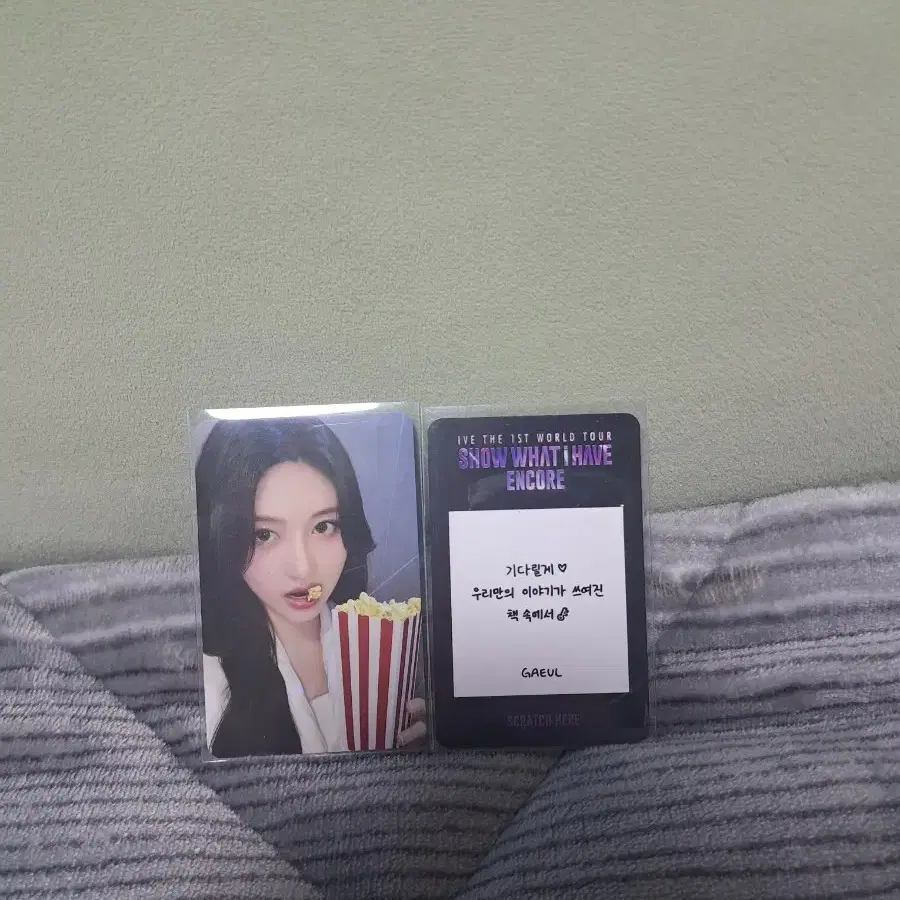 IVE THE 1ST WORLD TOUR
SHOW WHAT i HAVE
ENCORE
기다릴게 ♡
우리만의 이야기가 쓰여진
책 속에서
GAEUL
SCRATCH HERE